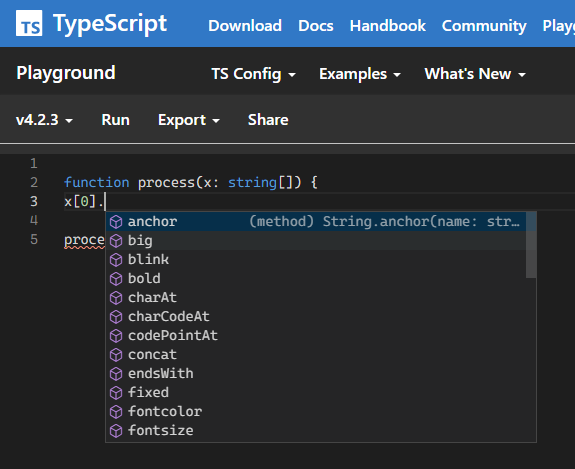 TS TypeScript Download Docs Handbook Community Playg
Playground TS Config Examples What's New
v4.2.3 Run Export Share
1
2 function process(x: string[]) {
3 x[0].
anchor (method) String.anchor(name: str…
4
big
5 proce
blink
bold
charAt
charCodeAt
codePointAt
concat
endsWith
fixed
fontcolor
fontsize